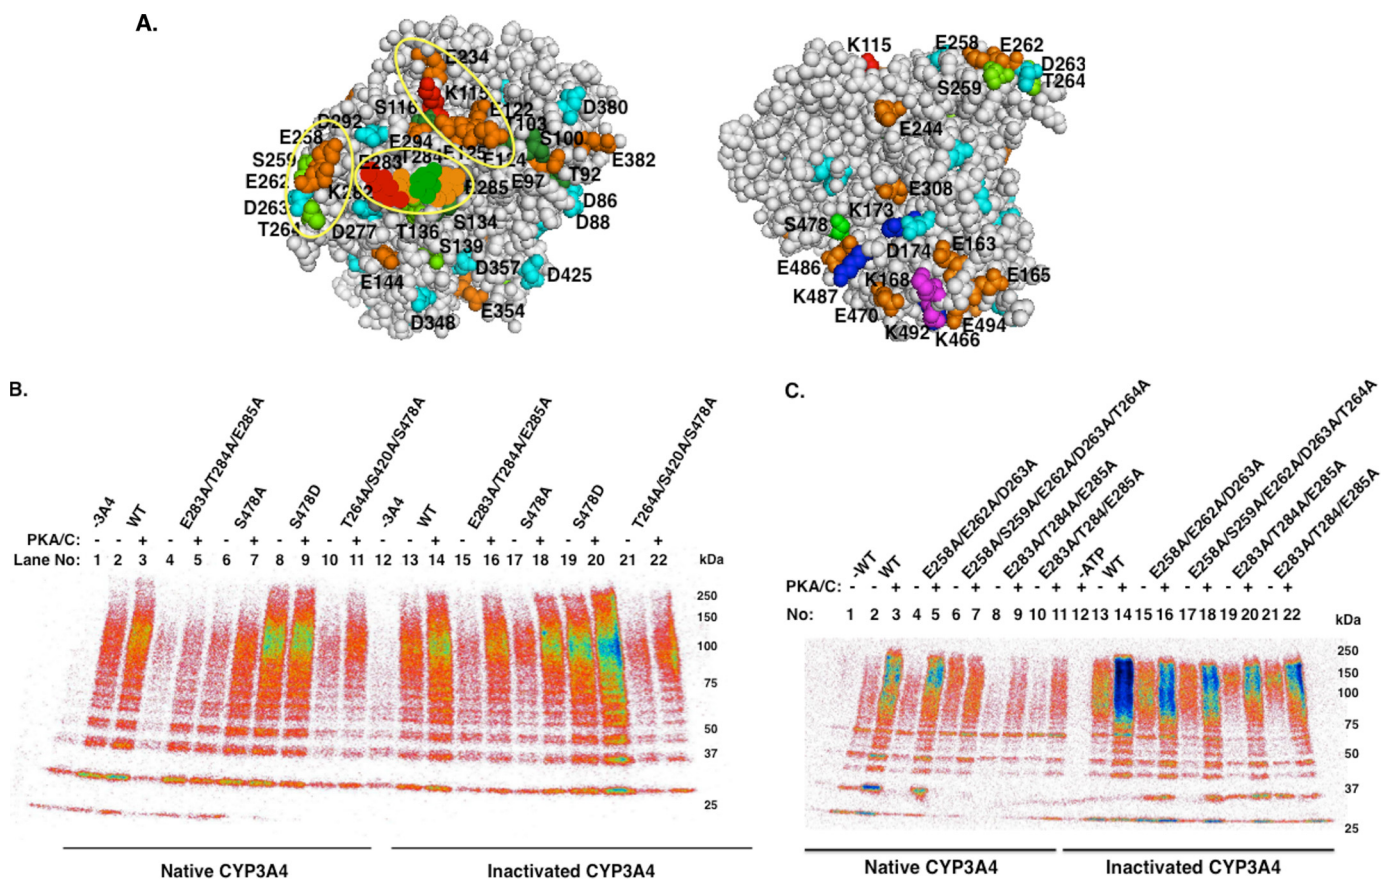 A.
E234
K115
S116
E122
T103
S100
D380
E382
D292
E258
E294
T284
E283
E125
E124
S259
E262
K282
E285
E97
T92
D263
D86
T264
D277
T136
S134
D88
S139
E144
D357
D425
D348
E354
K115
E258
E262
D263
S259
T264
E244
E308
S478
K173
D174
E163
E486
K168
E165
K487
E470
K492
E494
K466
B.
-3A4
WT
E283A/T284A/E285A
S478A
S478D
T264A/S420A/S478A
-3A4
WT
E283A/T284A/E285A
S478A
S478D
T264A/S420A/S478A
PKA/C: - - + - + - + - + - + - - + - + - + - + - +
Lane No: 1 2 3 4 5 6 7 8 9 10 11 12 13 14 15 16 17 18 19 20 21 22
kDa
250
150
100
75
50
37
25
Native CYP3A4
Inactivated CYP3A4
C.
-WT
WT
E258A/E262A/D263A
E258A/S259A/E262A/D263A/T264A
E283A/T284A/E285A
E283A/T284/E285A
-ATP
WT
E258A/E262A/D263A
E258A/S259A/E262A/D263A/T264A
E283A/T284A/E285A
E283A/T284/E285A
PKA/C: - - + - + - + - + - + + - + - + - + - + - +
No: 1 2 3 4 5 6 7 8 9 10 11 12 13 14 15 16 17 18 19 20 21 22
kDa
250
150
100
75
50
37
25
Native CYP3A4
Inactivated CYP3A4